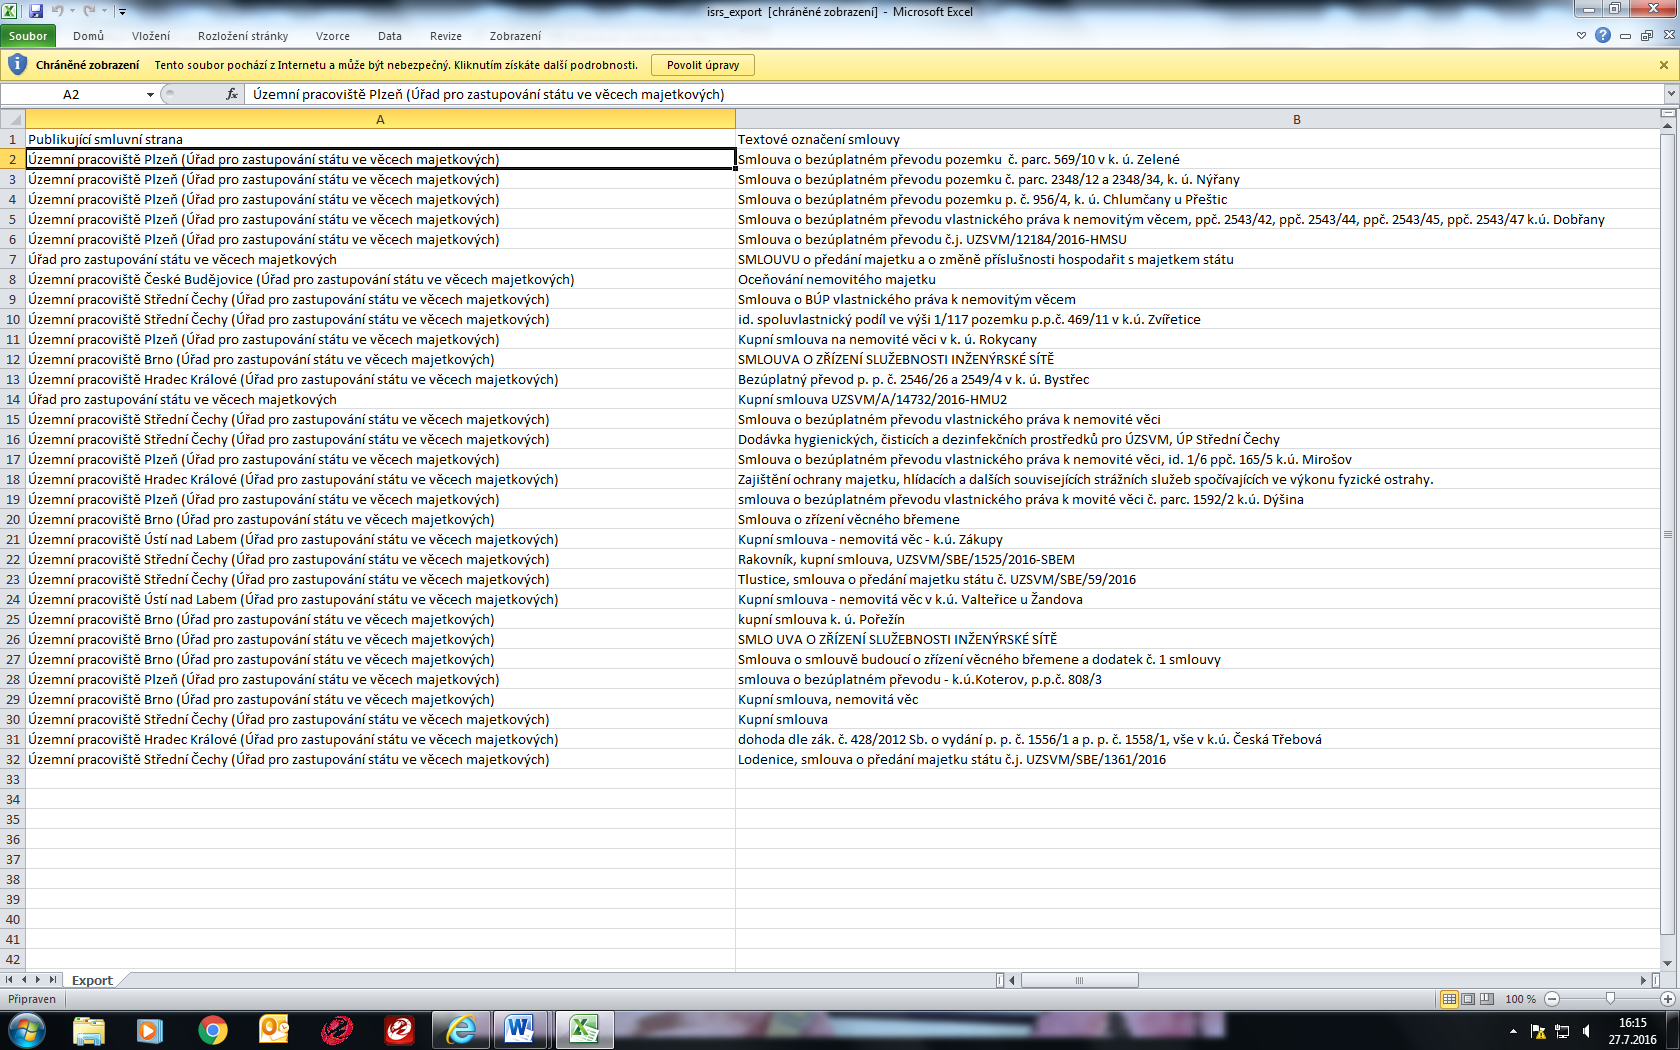 isrs_export [chráněné zobrazení] - Microsoft Excel
Soubor Domů Vložení Rozložení stránky Vzorce Data Revize Zobrazení
Chráněné zobrazení Tento soubor pochází z Internetu a může být nebezpečný. Kliknutím získáte další podrobnosti. Povolit úpravy
A2 fx Územní pracoviště Plzeň (Úřad pro zastupování státu ve věcech majetkových)
A B
1 Publikující smluvní strana Textové označení smlouvy
2 Územní pracoviště Plzeň (Úřad pro zastupování státu ve věcech majetkových) Smlouva o bezúplatném převodu pozemku  č. parc. 569/10 v k. ú. Zelené
3 Územní pracoviště Plzeň (Úřad pro zastupování státu ve věcech majetkových) Smlouva o bezúplatném převodu pozemku č. parc. 2348/12 a 2348/34, k. ú. Nýřany
4 Územní pracoviště Plzeň (Úřad pro zastupování státu ve věcech majetkových) Smlouva o bezúplatném převodu pozemku p. č. 956/4, k. ú. Chlumčany u Přeštic
5 Územní pracoviště Plzeň (Úřad pro zastupování státu ve věcech majetkových) Smlouva o bezúplatném převodu vlastnického práva k nemovitým věcem, ppč. 2543/42, ppč. 2543/44, ppč. 2543/45, ppč. 2543/47 k.ú. Dobřany
6 Územní pracoviště Plzeň (Úřad pro zastupování státu ve věcech majetkových) Smlouva o bezúplatném převodu č.j. UZSVM/12184/2016-HMSU
7 Úřad pro zastupování státu ve věcech majetkových SMLOUVU o předání majetku a o změně příslušnosti hospodařit s majetkem státu
8 Územní pracoviště České Budějovice (Úřad pro zastupování státu ve věcech majetkových) Oceňování nemovitého majetku
9 Územní pracoviště Střední Čechy (Úřad pro zastupování státu ve věcech majetkových) Smlouva o BÚP vlastnického práva k nemovitým věcem
10 Územní pracoviště Střední Čechy (Úřad pro zastupování státu ve věcech majetkových) id. spoluvlastnický podíl ve výši 1/117 pozemku p.p.č. 469/11 v k.ú. Zvířetice
11 Územní pracoviště Plzeň (Úřad pro zastupování státu ve věcech majetkových) Kupní smlouva na nemovité věci v k. ú. Rokycany
12 Územní pracoviště Brno (Úřad pro zastupování státu ve věcech majetkových) SMLOUVA O ZŘÍZENÍ SLUŽEBNOSTI INŽENÝRSKÉ SÍTĚ
13 Územní pracoviště Hradec Králové (Úřad pro zastupování státu ve věcech majetkových) Bezúplatný převod p. p. č. 2546/26 a 2549/4 v k. ú. Bystřec
14 Úřad pro zastupování státu ve věcech majetkových Kupní smlouva UZSVM/A/14732/2016-HMU2
15 Územní pracoviště Střední Čechy (Úřad pro zastupování státu ve věcech majetkových) Smlouva o bezúplatném převodu vlastnického práva k nemovité věci
16 Územní pracoviště Střední Čechy (Úřad pro zastupování státu ve věcech majetkových) Dodávka hygienických, čisticích a dezinfekčních prostředků pro ÚZSVM, ÚP Střední Čechy
17 Územní pracoviště Plzeň (Úřad pro zastupování státu ve věcech majetkových) Smlouva o bezúplatném převodu vlastnického práva k nemovité věci, id. 1/6 ppč. 165/5 k.ú. Mirošov
18 Územní pracoviště Hradec Králové (Úřad pro zastupování státu ve věcech majetkových) Zajištění ochrany majetku, hlídacích a dalších souvisejících strážních služeb spočívajících ve výkonu fyzické ostrahy.
19 Územní pracoviště Plzeň (Úřad pro zastupování státu ve věcech majetkových) smlouva o bezúplatném převodu vlastnického práva k movité věci č. parc. 1592/2 k.ú. Dýšina
20 Územní pracoviště Brno (Úřad pro zastupování státu ve věcech majetkových) Smlouva o zřízení věcného břemene
21 Územní pracoviště Ústí nad Labem (Úřad pro zastupování státu ve věcech majetkových) Kupní smlouva - nemovitá věc - k.ú. Zákupy
22 Územní pracoviště Střední Čechy (Úřad pro zastupování státu ve věcech majetkových) Rakovník, kupní smlouva, UZSVM/SBE/1525/2016-SBEM
23 Územní pracoviště Střední Čechy (Úřad pro zastupování státu ve věcech majetkových) Tlustice, smlouva o předání majetku státu č. UZSVM/SBE/59/2016
24 Územní pracoviště Ústí nad Labem (Úřad pro zastupování státu ve věcech majetkových) Kupní smlouva - nemovitá věc v k.ú. Valteřice u Žandova
25 Územní pracoviště Brno (Úřad pro zastupování státu ve věcech majetkových) kupní smlouva k. ú. Pořežín
26 Územní pracoviště Brno (Úřad pro zastupování státu ve věcech majetkových) SMLO UVA O ZŘÍZENÍ SLUŽEBNOSTI INŽENÝRSKÉ SÍTĚ
27 Územní pracoviště Brno (Úřad pro zastupování státu ve věcech majetkových) Smlouva o smlouvě budoucí o zřízení věcného břemene a dodatek č. 1 smlouvy
28 Územní pracoviště Plzeň (Úřad pro zastupování státu ve věcech majetkových) smlouva o bezúplatném převodu - k.ú.Koterov, p.p.č. 808/3
29 Územní pracoviště Brno (Úřad pro zastupování státu ve věcech majetkových) Kupní smlouva, nemovitá věc
30 Územní pracoviště Střední Čechy (Úřad pro zastupování státu ve věcech majetkových) Kupní smlouva
31 Územní pracoviště Hradec Králové (Úřad pro zastupování státu ve věcech majetkových) dohoda dle zák. č. 428/2012 Sb. o vydání p. p. č. 1556/1 a p. p. č. 1558/1, vše v k.ú. Česká Třebová
32 Územní pracoviště Střední Čechy (Úřad pro zastupování státu ve věcech majetkových) Lodenice, smlouva o předání majetku státu č.j. UZSVM/SBE/1361/2016
33
34
35
36
37
38
39
40
41
42
Export
Připraven 100 %
16:15
27.7.2016